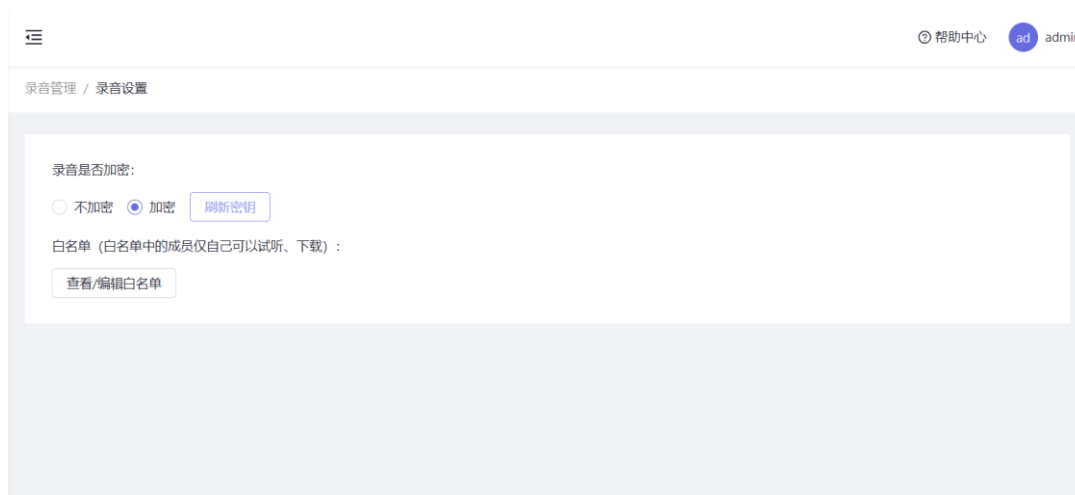 帮助中心 ad admin
录音管理 / 录音设置
录音是否加密:
不加密 加密 刷新密钥
白名单（白名单中的成员仅自己可以试听、下载）:
查看/编辑白名单